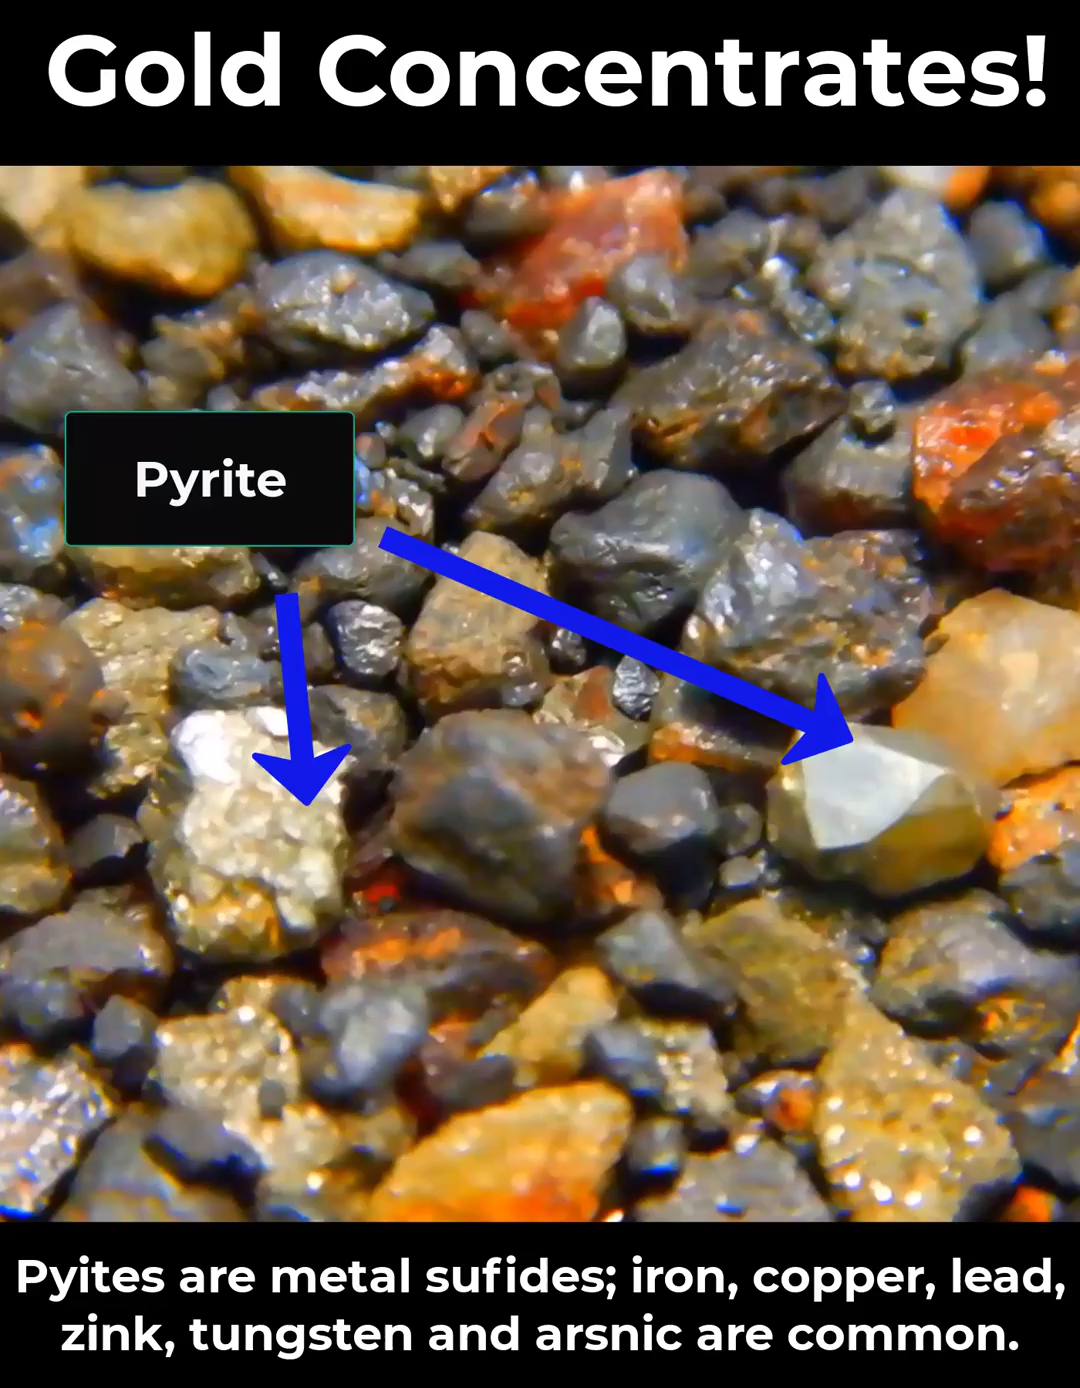 Gold Concentrates!
Pyrite
Pyites are metal sufides; iron, copper, lead,
zink, tungsten and arsnic are common.